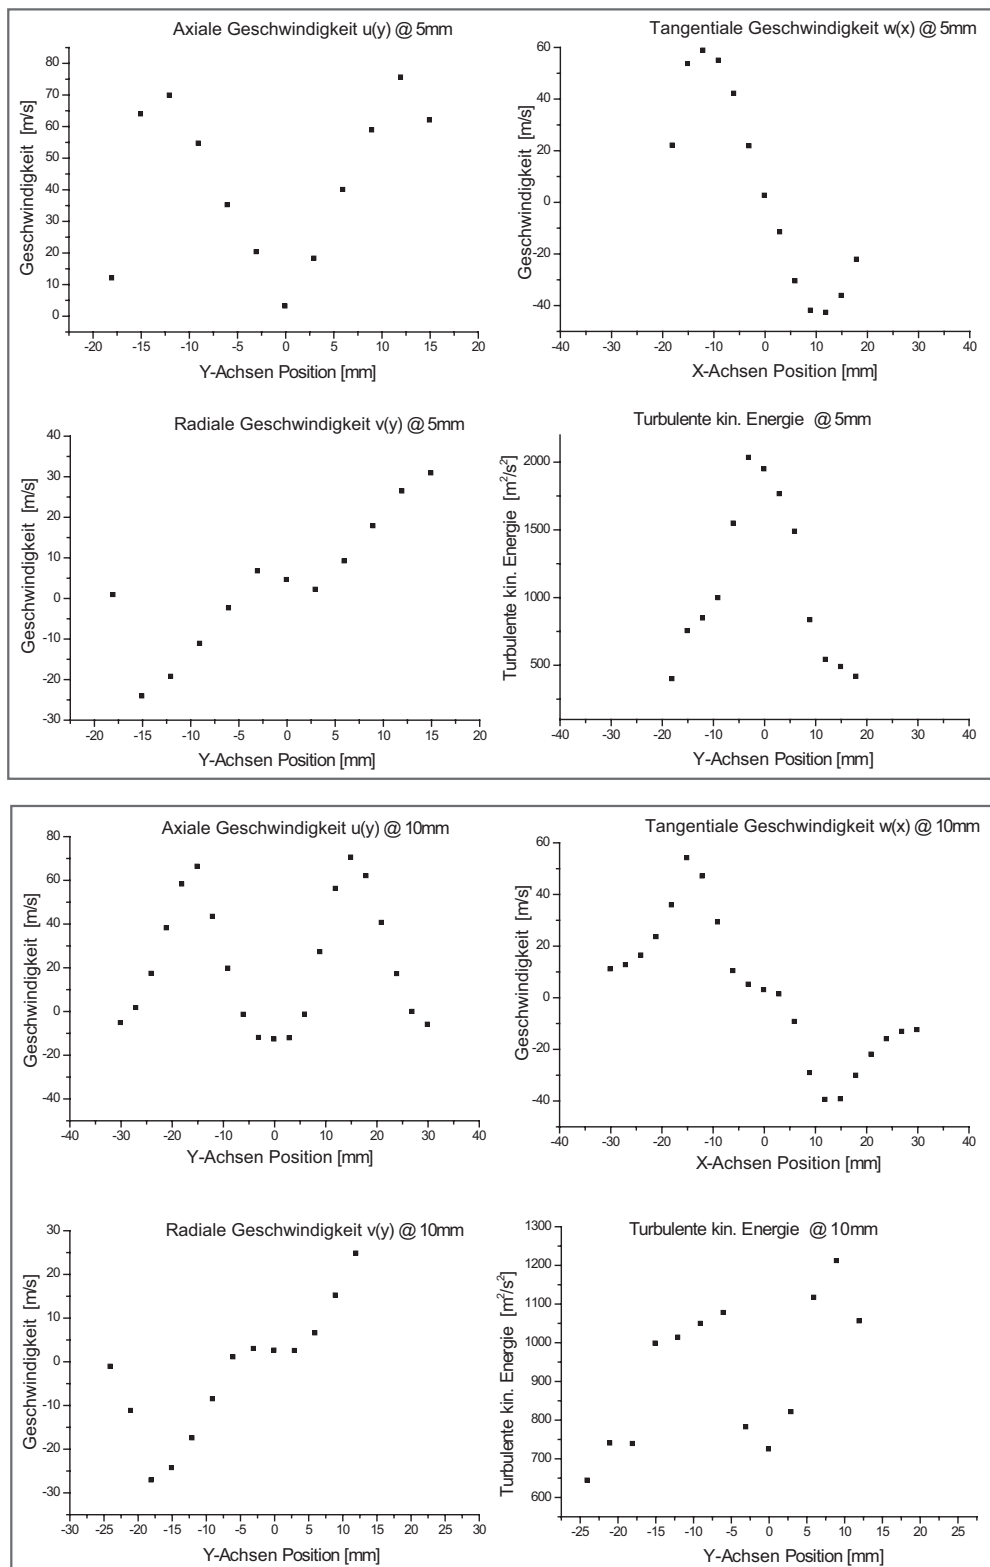 Axiale Geschwindigkeit u(y) @ 5mm
Geschwindigkeit [m/s]
80
70
60
50
40
30
20
10
0
-20 -15 -10 -5 0 5 10 15 20
Y-Achsen Position [mm]
Tangentiale Geschwindigkeit w(x) @ 5mm
Geschwindigkeit [m/s]
60
40
20
0
-20
-40
-40 -30 -20 -10 0 10 20 30 40
X-Achsen Position [mm]
Radiale Geschwindigkeit v(y) @ 5mm
Geschwindigkeit [m/s]
40
30
20
10
0
-10
-20
-30
-20 -15 -10 -5 0 5 10 15 20
Y-Achsen Position [mm]
Turbulente kin. Energie @ 5mm
Turbulente kin. Energie [m²/s²]
2000
1500
1000
500
-40 -30 -20 -10 0 10 20 30 40
Y-Achsen Position [mm]
Axiale Geschwindigkeit u(y) @ 10mm
Geschwindigkeit [m/s]
80
60
40
20
0
-20
-40
-40 -30 -20 -10 0 10 20 30 40
Y-Achsen Position [mm]
Tangentiale Geschwindigkeit w(x) @ 10mm
Geschwindigkeit [m/s]
60
40
20
0
-20
-40
-40 -30 -20 -10 0 10 20 30 40
X-Achsen Position [mm]
Radiale Geschwindigkeit v(y) @ 10mm
Geschwindigkeit [m/s]
30
20
10
0
-10
-20
-30
-30 -25 -20 -15 -10 -5 0 5 10 15 20 25 30
Y-Achsen Position [mm]
Turbulente kin. Energie @ 10mm
Turbulente kin. Energie [m²/s²]
1300
1200
1100
1000
900
800
700
600
-25 -20 -15 -10 -5 0 5 10 15 20 25
Y-Achsen Position [mm]